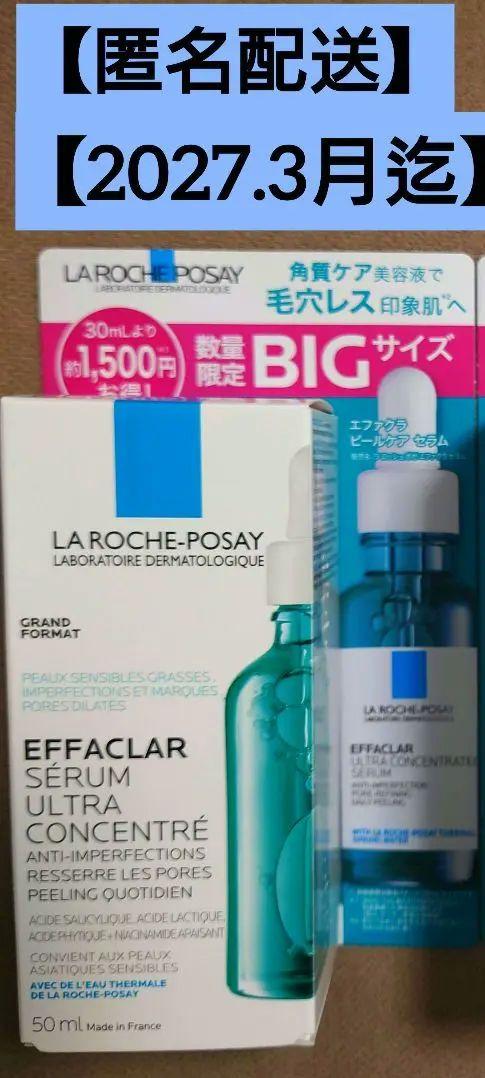 【匿名配送】
【2027.3月迄】
LA ROCHE POSAY
LABORATOIRE DERMATOLOGIQUE
角質ケア美容液で
毛穴レス印象肌へ
30mLより
約1,500円
お得!
数量
限定
BIGサイズ
エファクラ
ピールケア セラム
LA ROCHE-POSAY
LABORATOIRE DERMATOLOGIQUE
GRAND
FORMAT
PEAUX SENSIBLES GRASSES,
IMPERFECTIONS ET MARQUES,
PORES DILATÉS
EFFACLAR
SÉRUM
ULTRA
CONCENTRÉ
ANTI-IMPERFECTIONS
RESSERRE LES PORES
PEELING QUOTIDIEN
ACIDE SALICYLIQUE, ACIDE LACTIQUE,
ACIDE PHYTIQUE + NIACINAMIDE APAISANT
CONVIENT AUX PEAUX
ASIATIQUES SENSIBLES
AVEC DE L'EAU THERMALE
DE LA ROCHE-POSAY
50 ml Made in France
LA ROCHE-POSAY
LABORATOIRE DERMATOLOGIQUE
EFFACLAR
ULTRA CONCENTRATED
SERUM
ANTI-IMPERFECTION
PORE-REFINING
DAILY PEELING
WITH LA ROCHE-POSAY THERMAL
SPRING WATER